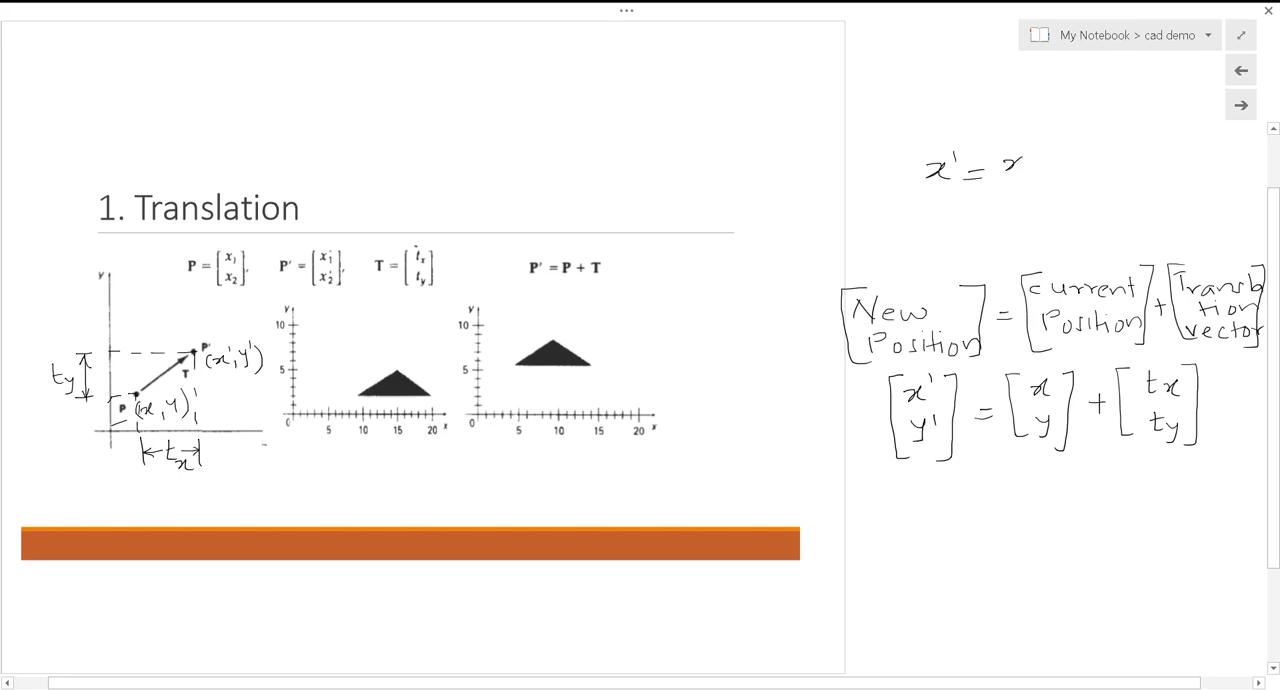 My Notebook > cad demo
x' = x
1. Translation
P = [x₁ x₂], P' = [x₁' x₂'], T = [tₓ tᵧ] P' = P + T
y
P' (x', y')
T
ty
P (x, y)
tx
y
10
5
0 5 10 15 20 x
y
10
5
0 5 10 15 20 x
[New Position] = [Current Position] + [Translation vector]
[x' y'] = [x y] + [tx ty]